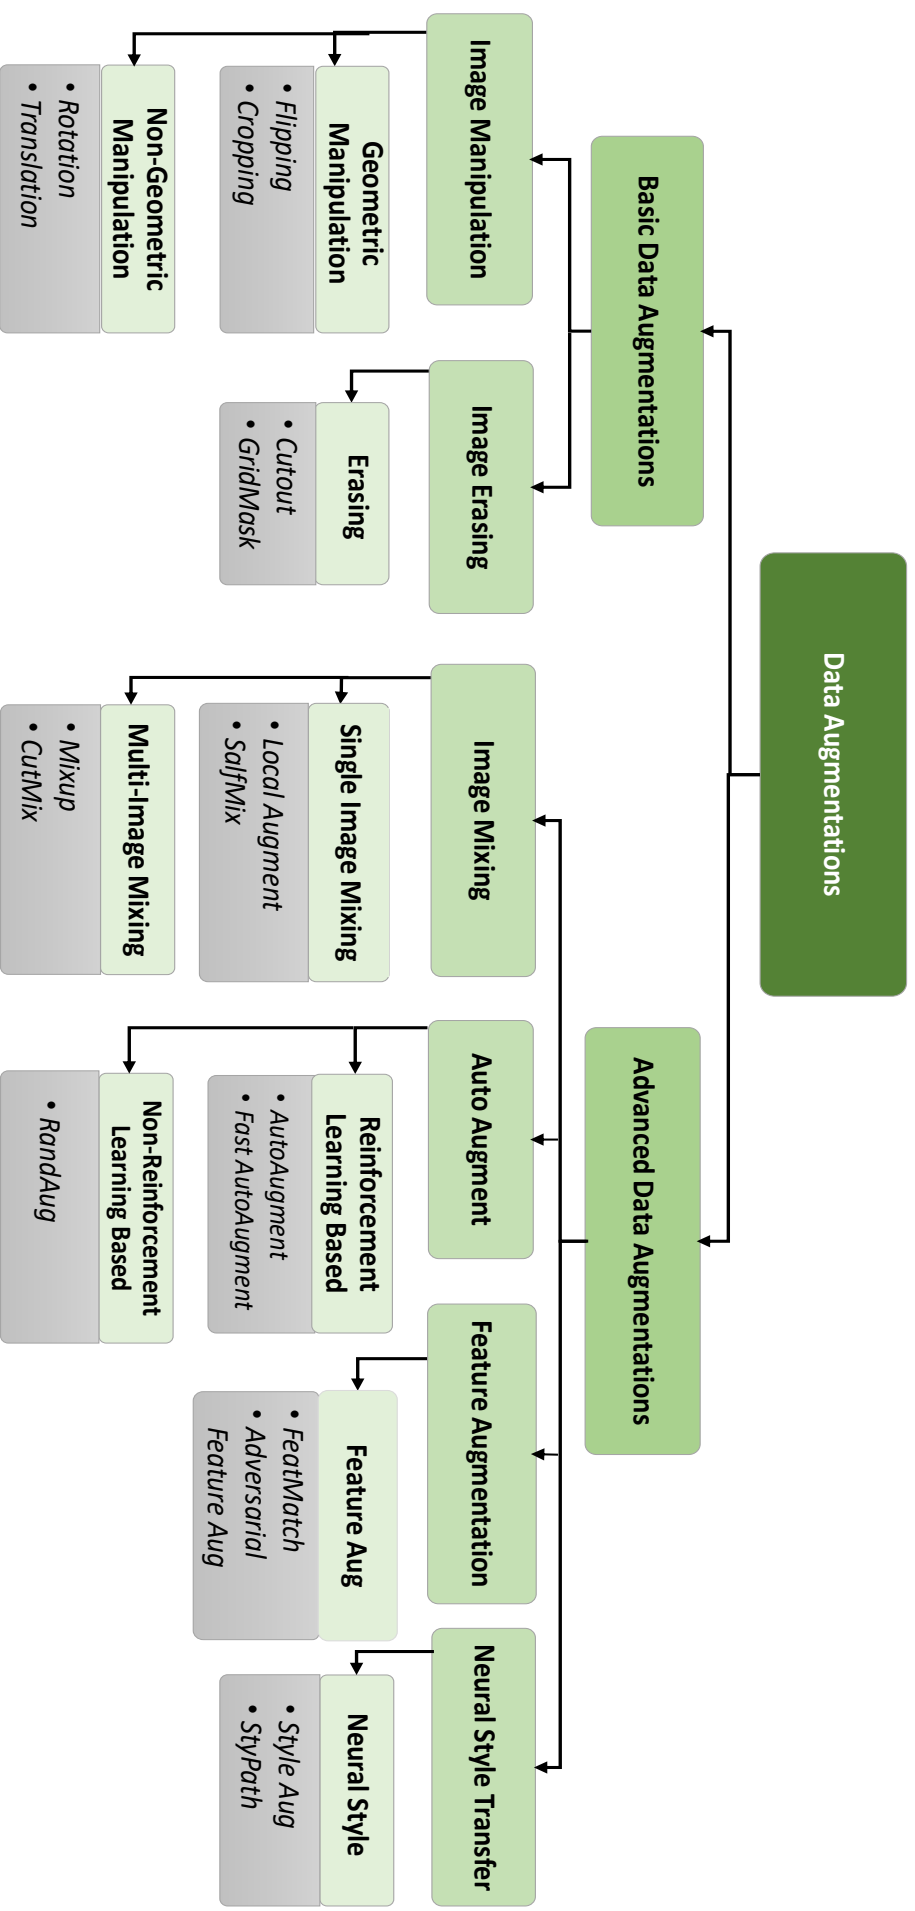 Data Augmentations
Basic Data Augmentations
Advanced Data Augmentations
Image Manipulation
Image Erasing
Image Mixing
Auto Augment
Feature Augmentation
Neural Style Transfer
Geometric
Manipulation
• Flipping
• Cropping
Non-Geometric
Manipulation
• Rotation
• Translation
Erasing
• Cutout
• GridMask
Single Image Mixing
• Local Augment
• SalfMix
Multi-Image Mixing
• Mixup
• CutMix
Reinforcement
Learning Based
• AutoAugment
• Fast AutoAugment
Non-Reinforcement
Learning Based
• RandAug
Feature Aug
• FeatMatch
• Adversarial
Feature Aug
Neural Style
• Style Aug
• StyPath